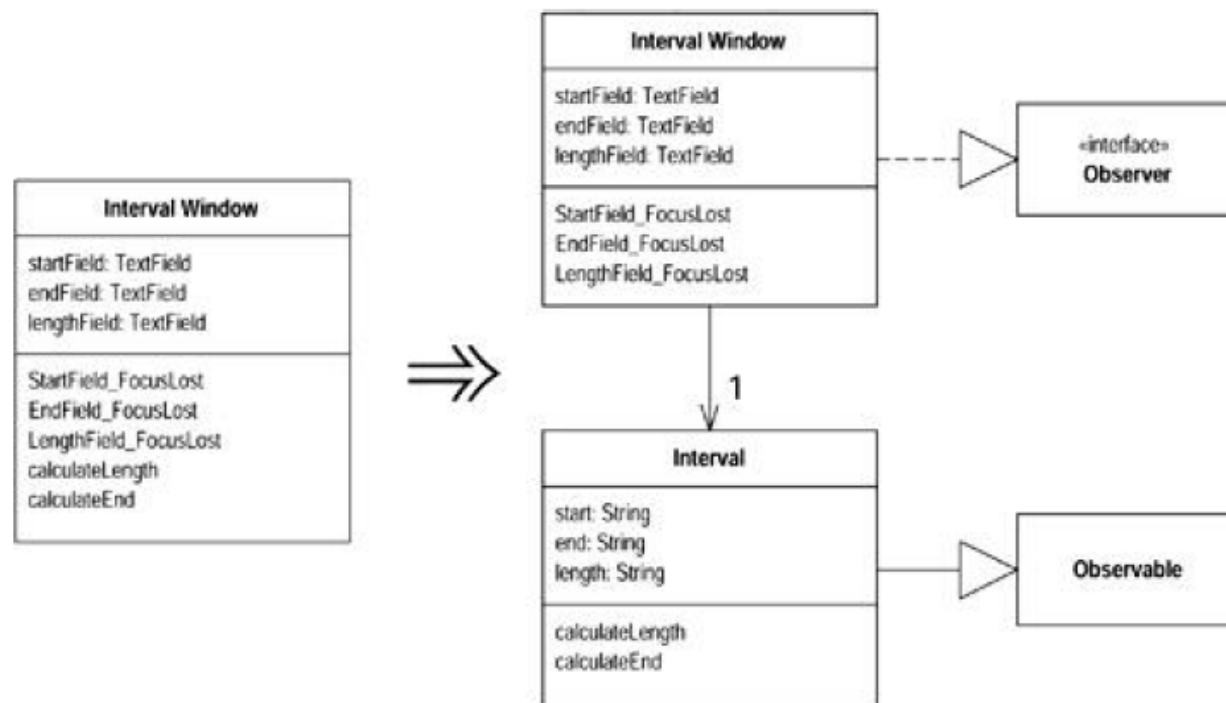 Interval Window
startField: TextField
endField: TextField
lengthField: TextField
StartField_FocusLost
EndField_FocusLost
LengthField_FocusLost
calculateLength
calculateEnd
Interval Window
startField: TextField
endField: TextField
lengthField: TextField
StartField_FocusLost
EndField_FocusLost
LengthField_FocusLost
«interface»
Observer
1
Interval
start: String
end: String
length: String
calculateLength
calculateEnd
Observable